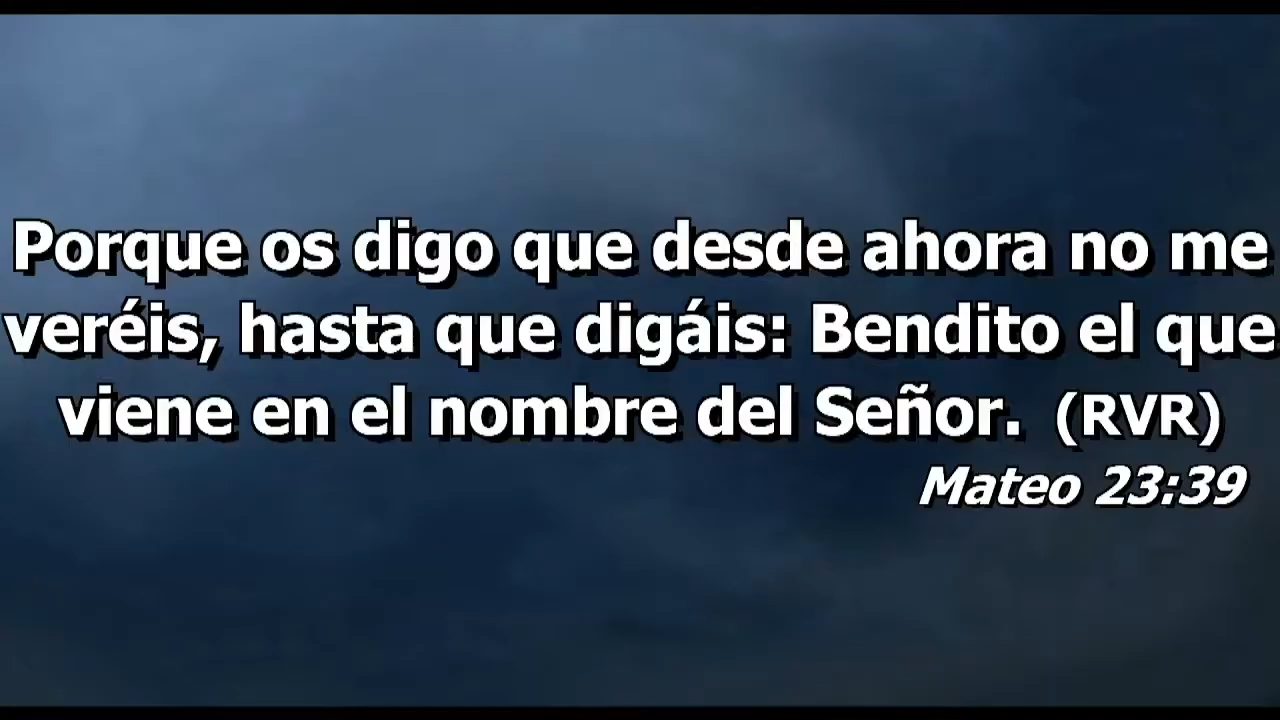 Porque os digo que desde ahora no me
veréis, hasta que digáis: Bendito el que
viene en el nombre del Señor. (RVR)
Mateo 23:39